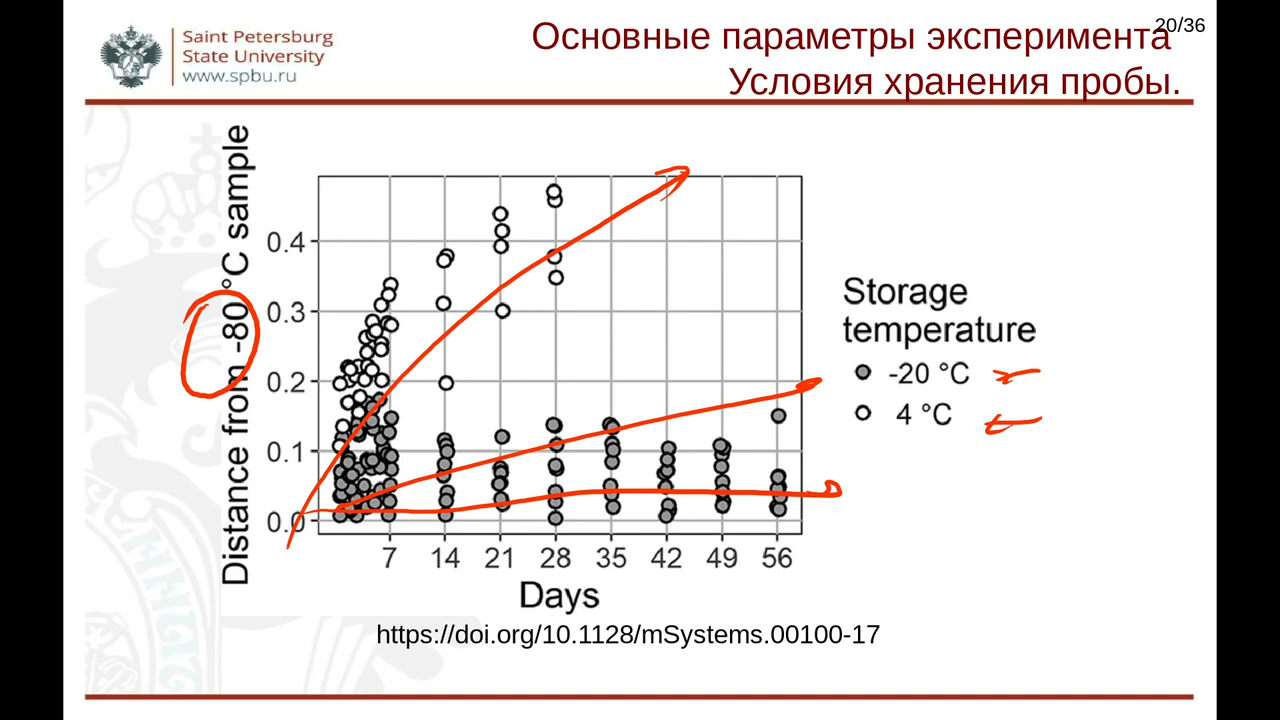 20/36
Saint Petersburg
State University
www.spbu.ru
Основные параметры эксперимента
Условия хранения пробы.
Distance from -80 °C sample
0.4
0.3
0.2
0.1
0.0
7 14 21 28 35 42 49 56
Days
Storage
temperature
-20 °C
4 °C
https://doi.org/10.1128/mSystems.00100-17